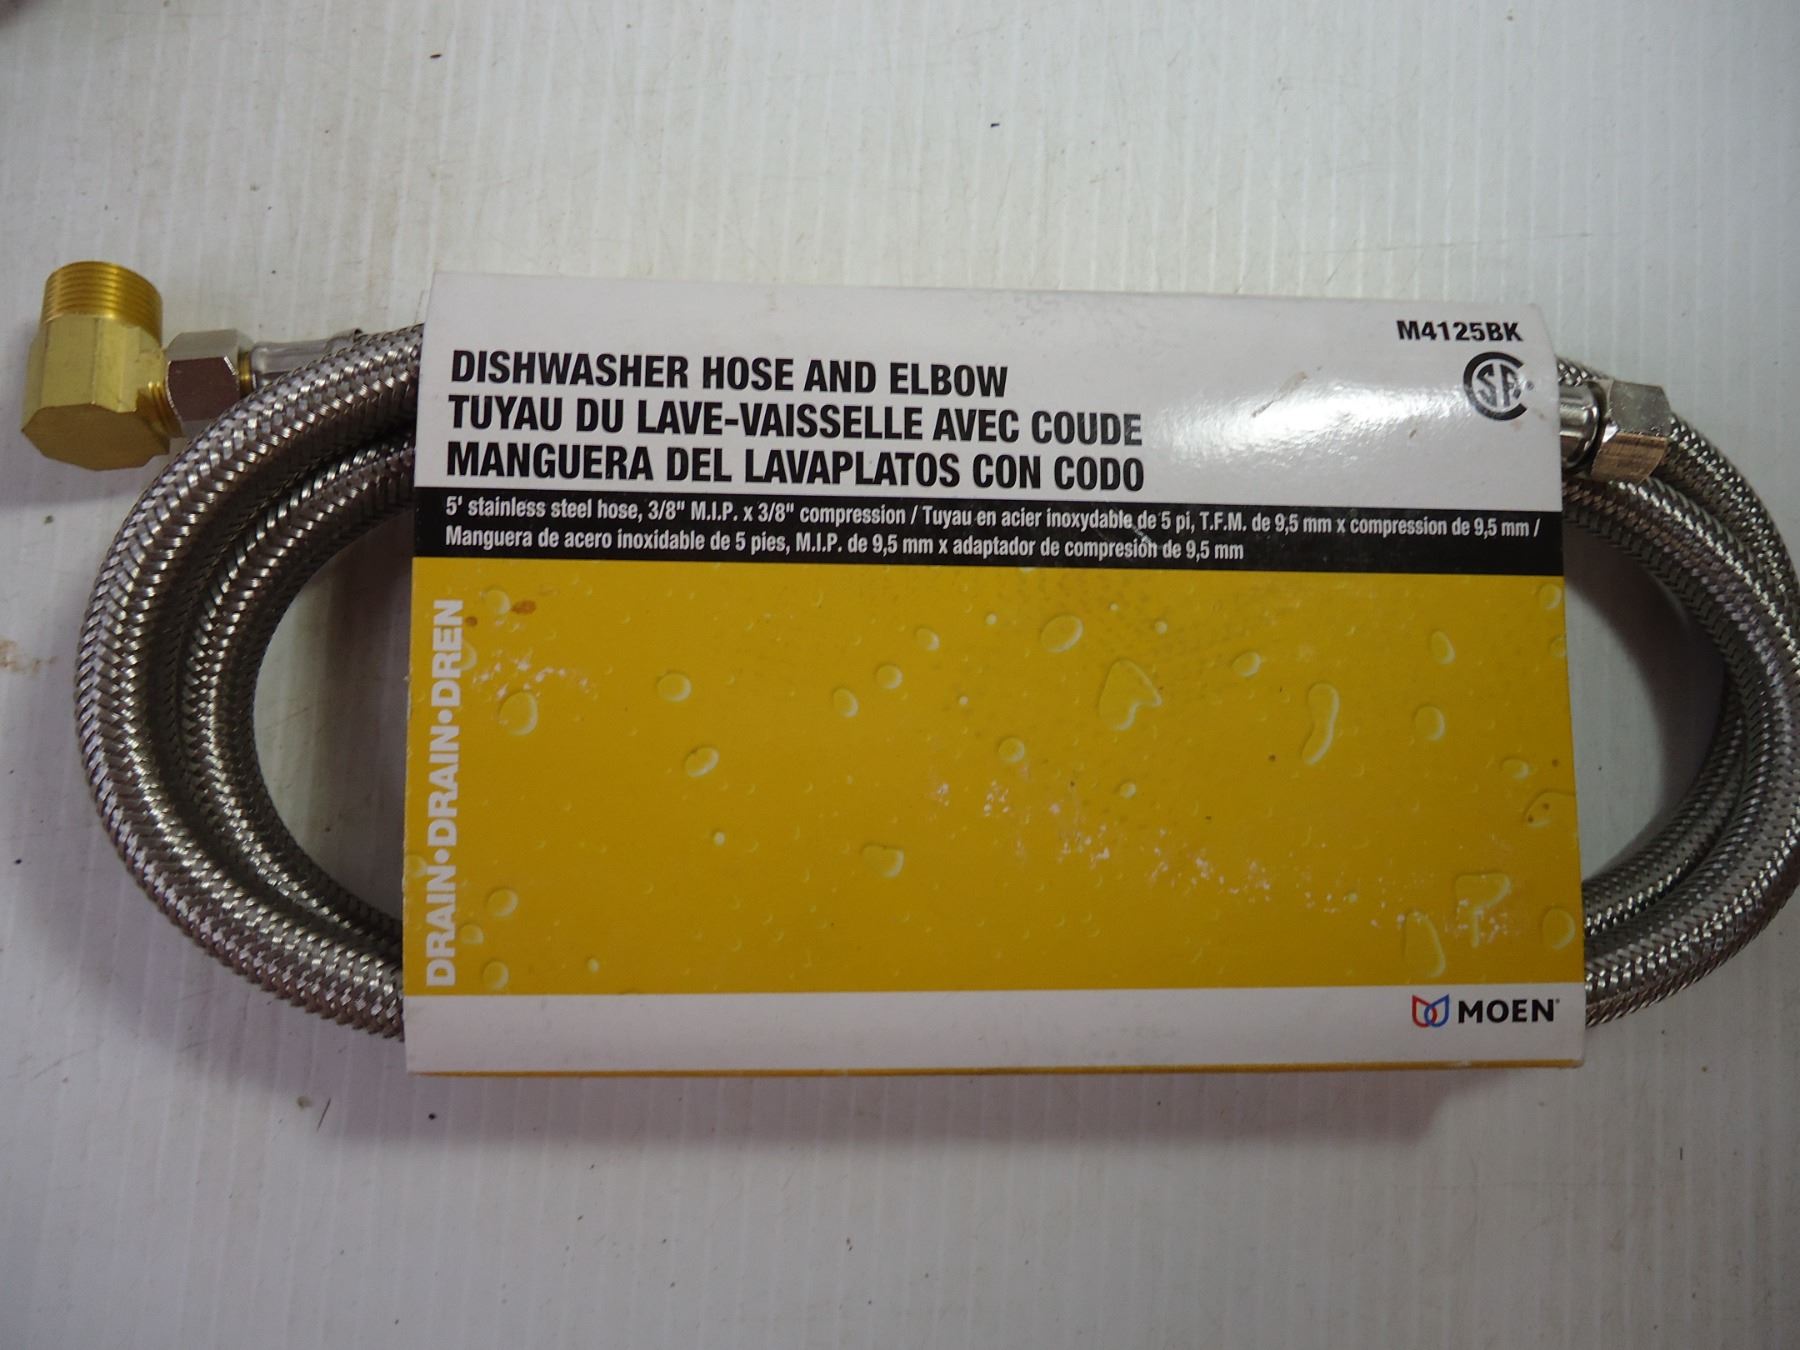 M4125BK
DISHWASHER HOSE AND ELBOW
TUYAU DU LAVE-VAISSELLE AVEC COUDE
MANGUERA DEL LAVAPLATOS CON CODO
5' stainless steel hose, 3/8" M.I.P. x 3/8" compression / Tuyau en acier inoxydable de 5 pi, T.F.M. de 9,5 mm x compression de 9,5 mm /
Manguera de acero inoxidable de 5 pies, M.I.P. de 9,5 mm x adaptador de compresión de 9,5 mm
DRAIN•DRAIN•DREN
MOEN®